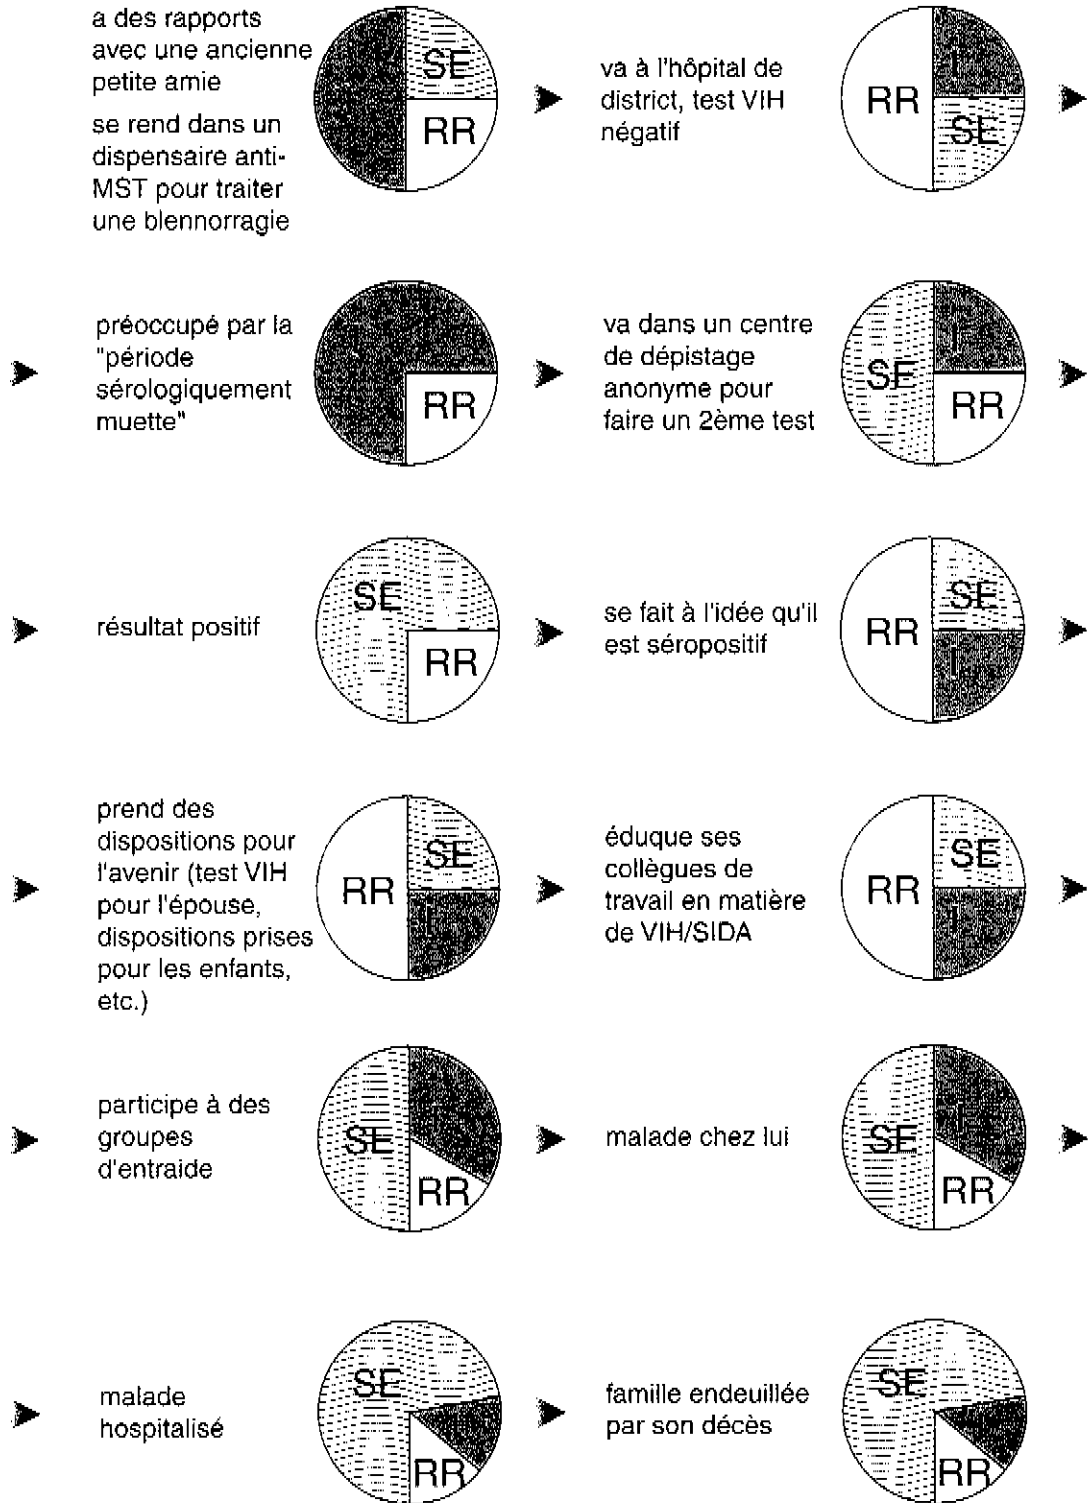 a des rapports
avec une ancienne
petite amie
se rend dans un
dispensaire anti-
MST pour traiter
une blennorragie
SE
RR
va à l'hôpital de
district, test VIH
négatif
RR
I
SE
préoccupé par la
"période
sérologiquement
muette"
RR
va dans un centre
de dépistage
anonyme pour
faire un 2ème test
SE
I
RR
résultat positif
SE
RR
se fait à l'idée qu'il
est séropositif
RR
SE
I
prend des
dispositions pour
l'avenir (test VIH
pour l'épouse,
dispositions prises
pour les enfants,
etc.)
RR
SE
I
éduque ses
collègues de
travail en matière
de VIH/SIDA
RR
SE
I
participe à des
groupes
d'entraide
SE
RR
malade chez lui
SE
I
RR
malade
hospitalisé
SE
RR
famille endeuillée
par son décès
SE
RR